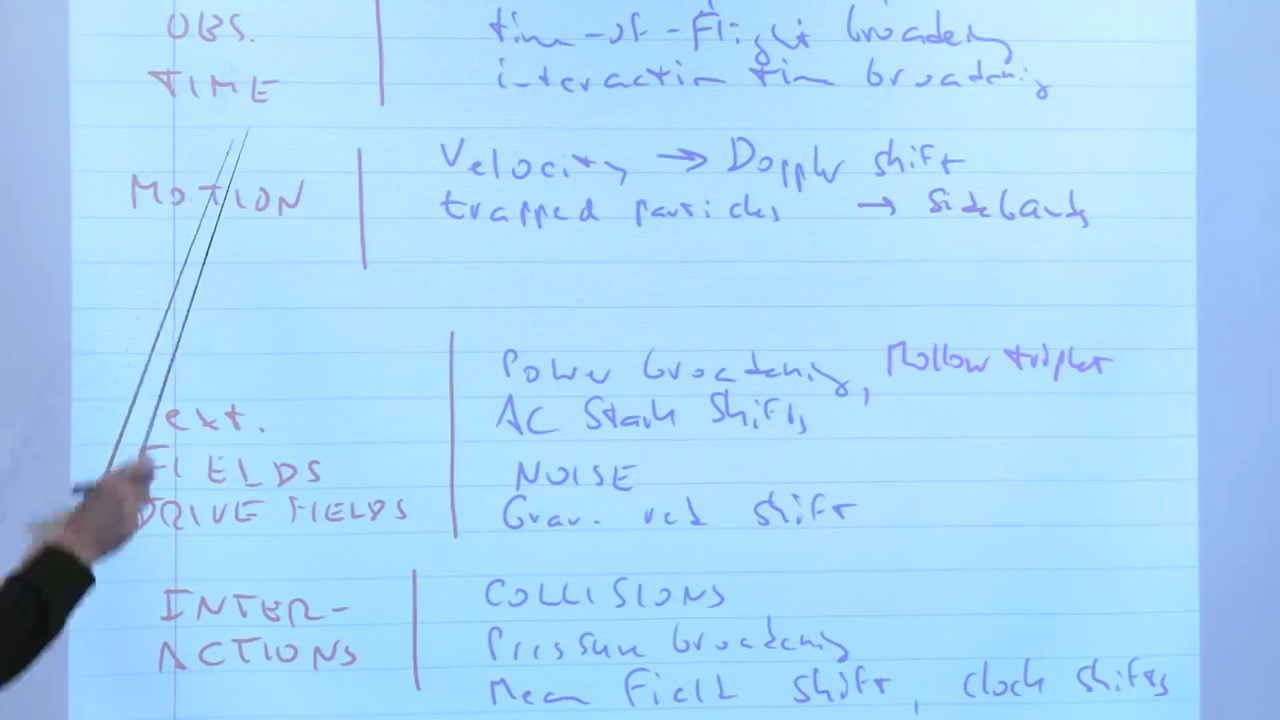 OBS. time-of-flight broadening
TIME interaction time broadening
MOTION Velocity → Doppler shift
trapped particles → Sidebands
Power broadening, Mollow triplet
ext. AC Stark Shifts
FIELDS NOISE
DRIVE FIELDS Grav. red shift
INTER- COLLISIONS
ACTIONS Pressure broadening
Mean Field shift, clock shifts